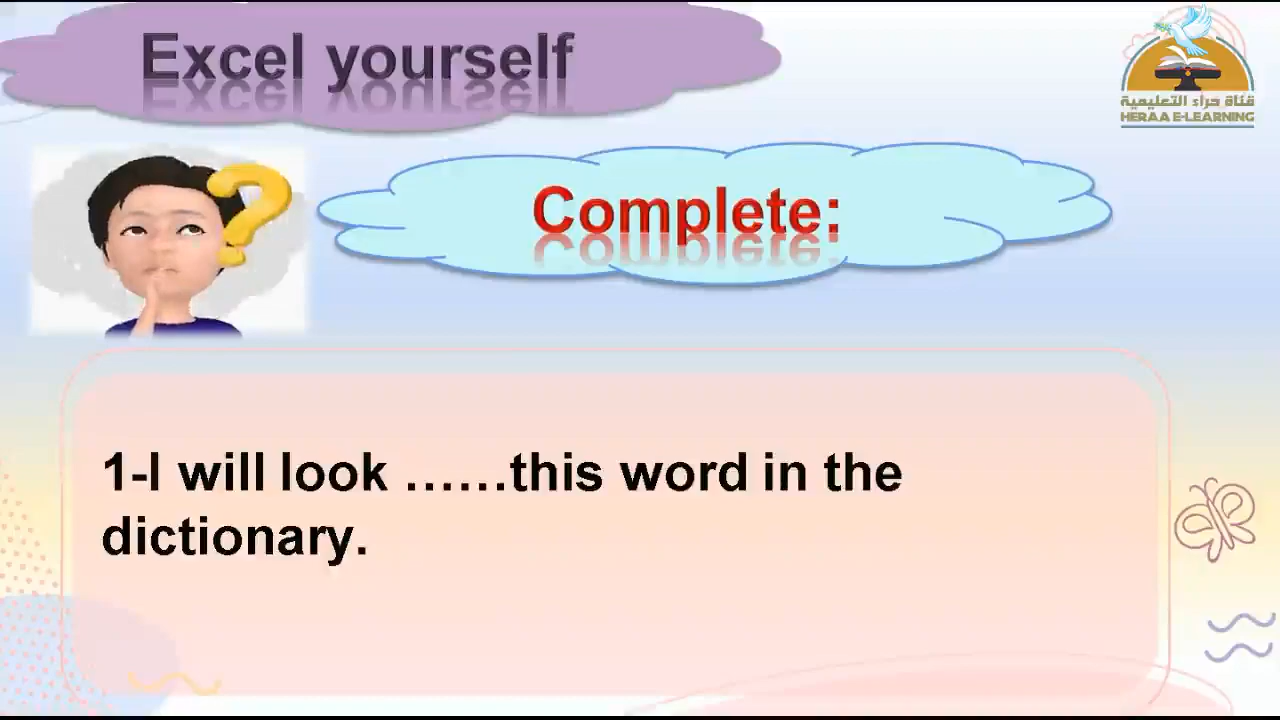 Excel yourself
قناة حراء التعليمية
HERAA E-LEARNING
Complete:
1-I will look ……this word in the
dictionary.